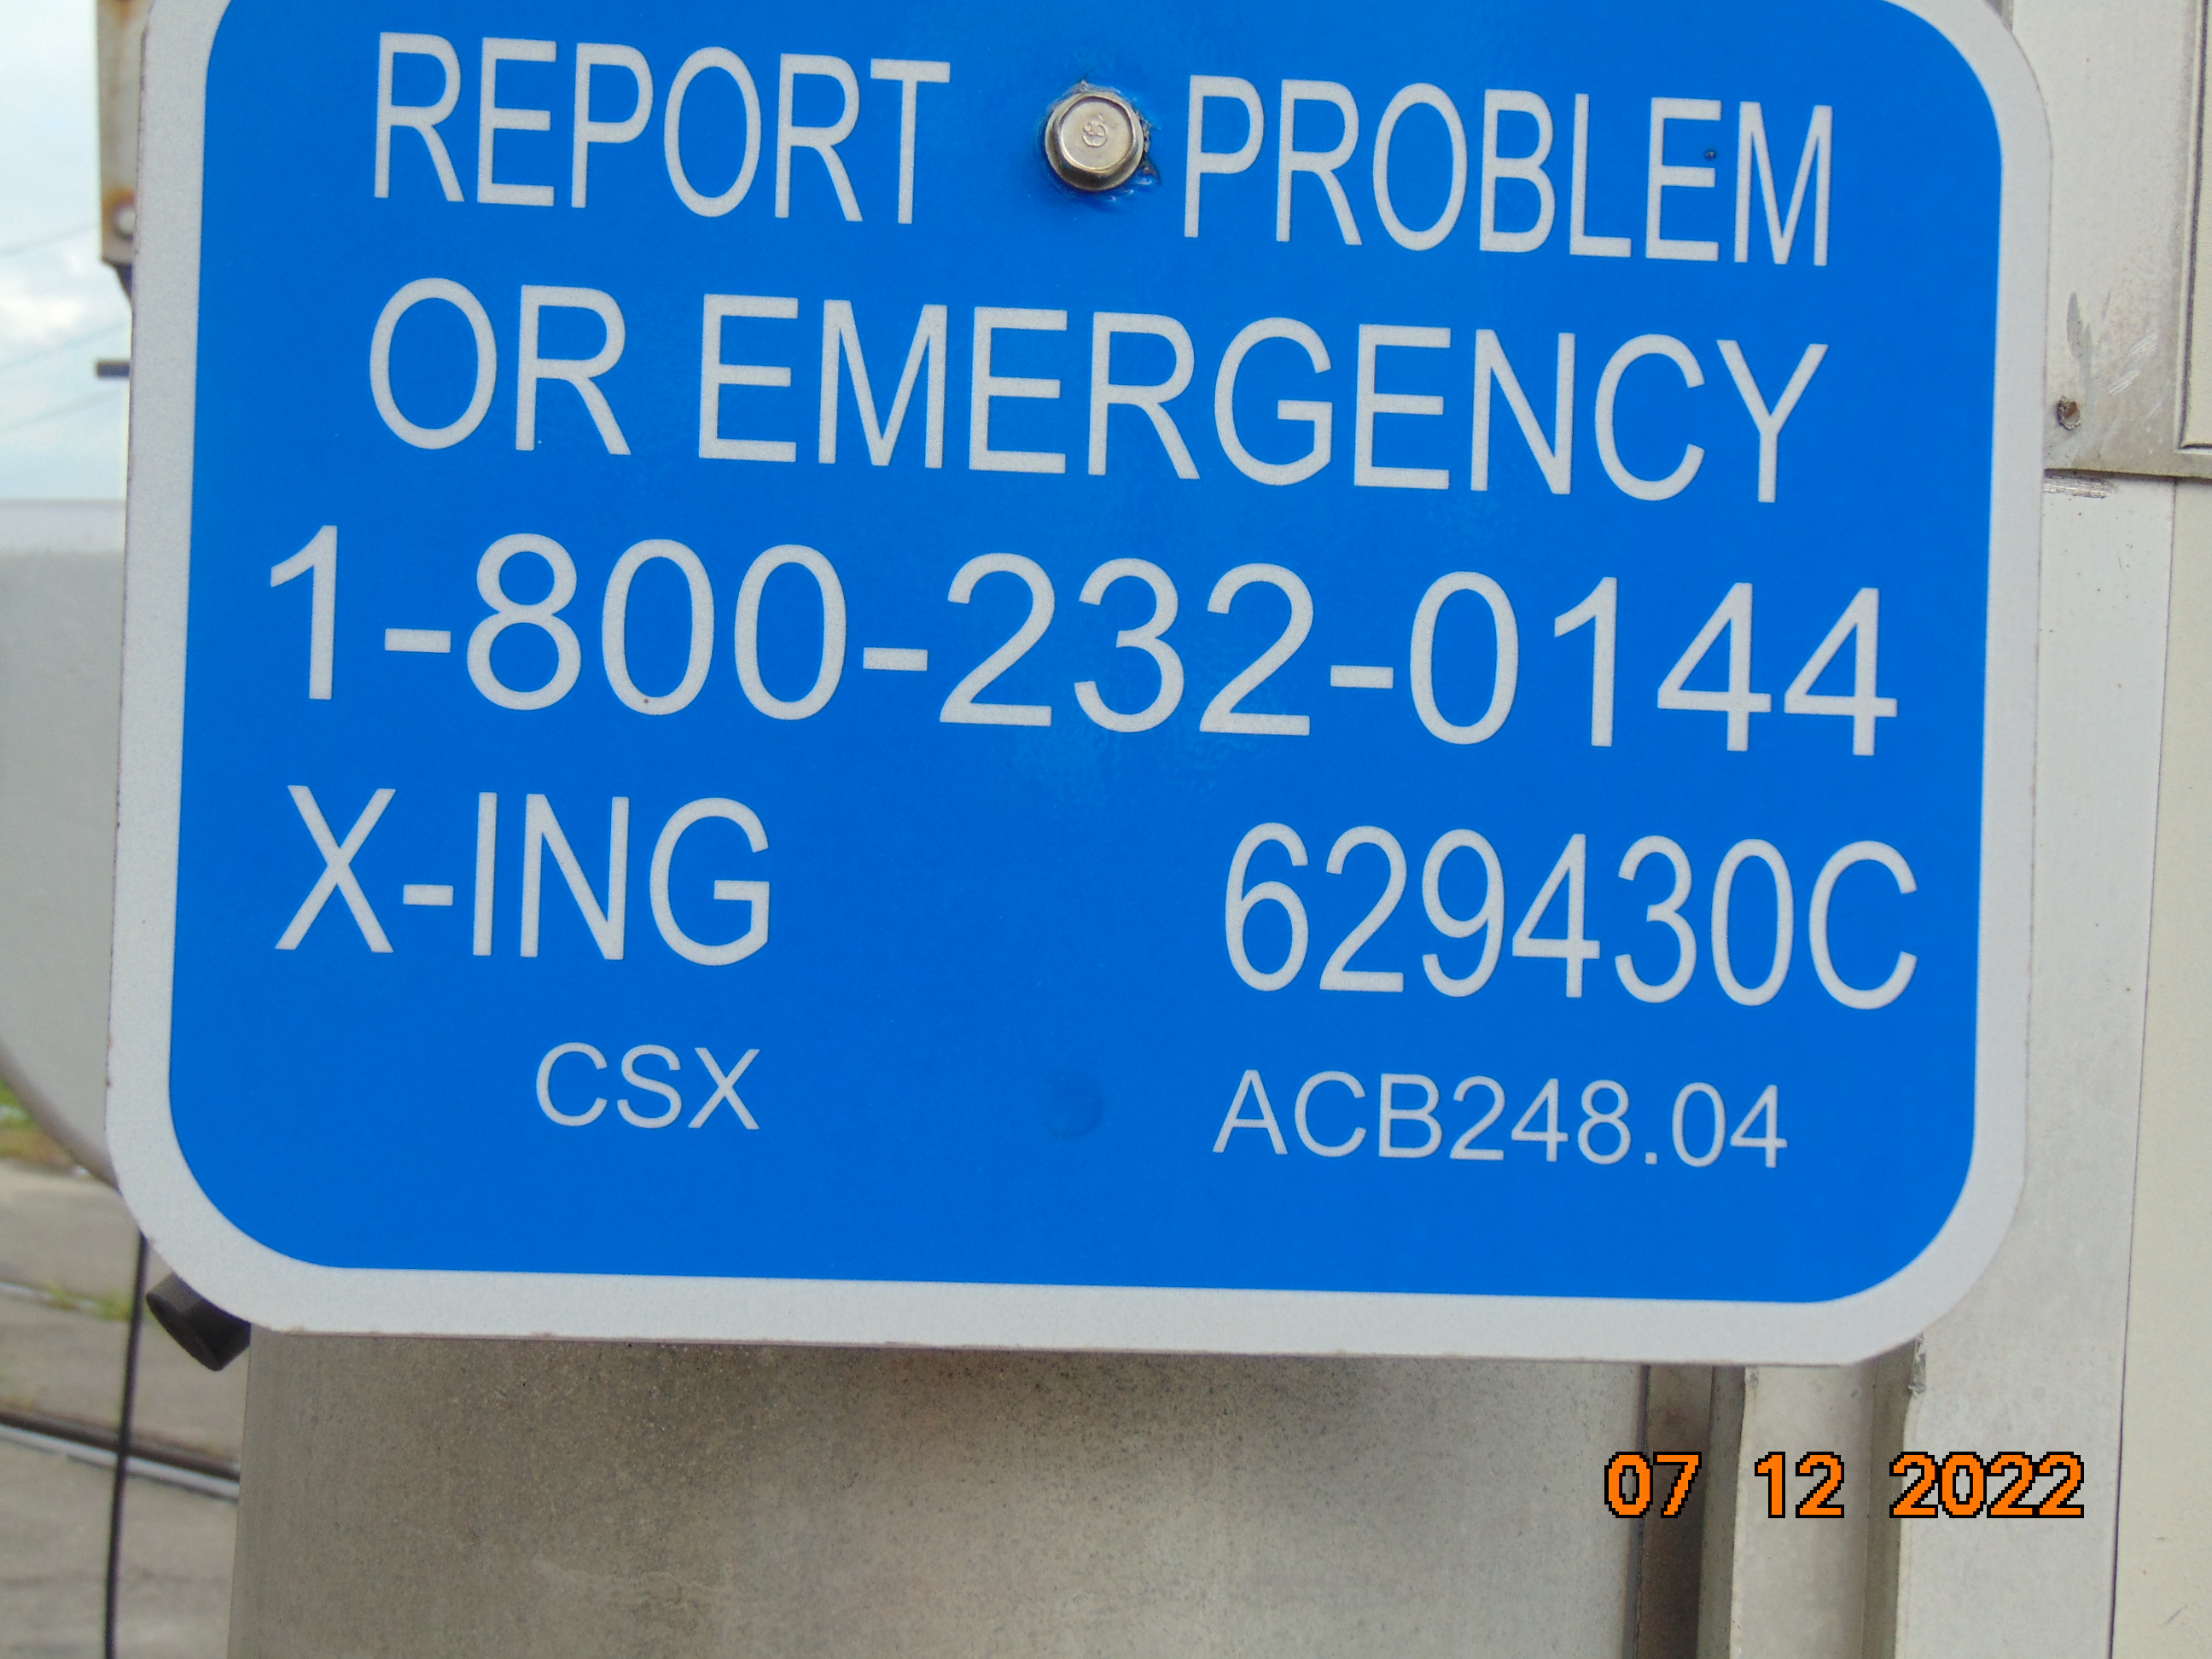 REPORT PROBLEM
OR EMERGENCY
1-800-232-0144
X-ING 629430C
CSX ACB248.04
07 12 2022